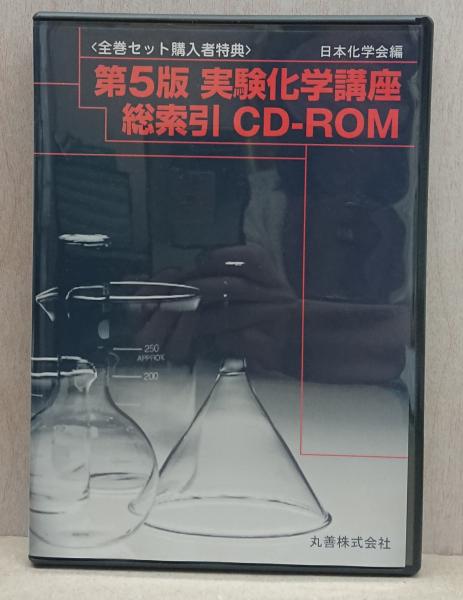 〈全巻セット購入者特典〉
日本化学会編
第5版 実験化学講座
総索引 CD-ROM
250
APPROX
200
丸善株式会社